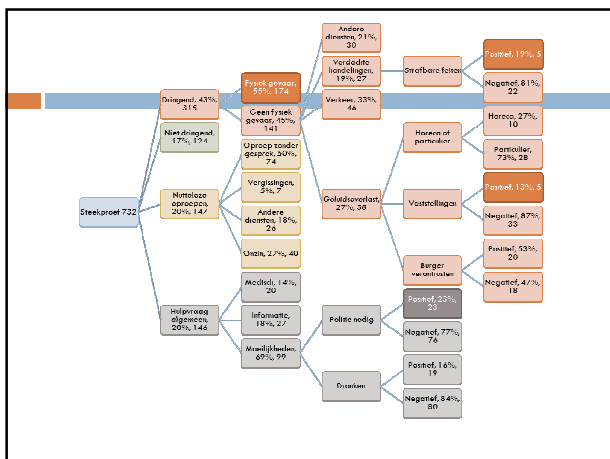 Steekproef 732
Dringend, 43%,
315
Niet dringend,
17%, 124
Nutteloze
oproepen,
20%, 147
Hulpvraag
algemeen,
20%, 146
Fysiek gevaar,
55%, 174
Geen fysiek
gevaar, 45%,
141
Oproep zonder
gesprek, 50%,
74
Vergissingen,
5%, 7
Andere
diensten, 18%,
26
Onzin, 27%, 40
Medisch, 14%,
20
Informatie,
18%, 27
Moeilijkheden,
69%, 99
Andere
diensten, 21%,
30
Verdachte
handelingen,
19%, 27
Verkeer, 33%,
46
Geluidsoverlast,
27%, 38
Politie nodig
Dronken
Strafbare feiten
Horeca of
particulier
Vaststellingen
Burger
verontrusten
Positief, 23%,
23
Negatief, 77%,
76
Positief, 16%,
19
Negatief, 84%,
80
Positief, 19%, 5
Negatief, 81%,
22
Horeca, 27%,
10
Particulier,
73%, 28
Positief, 13%, 5
Negatief, 87%,
33
Positief, 53%,
20
Negatief, 47%,
18